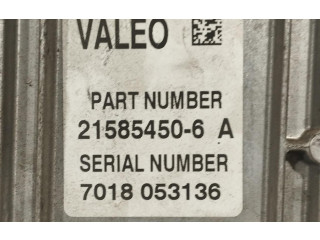 VALEO
PART NUMBER
21585450-6 A
SERIAL NUMBER
7018 053136